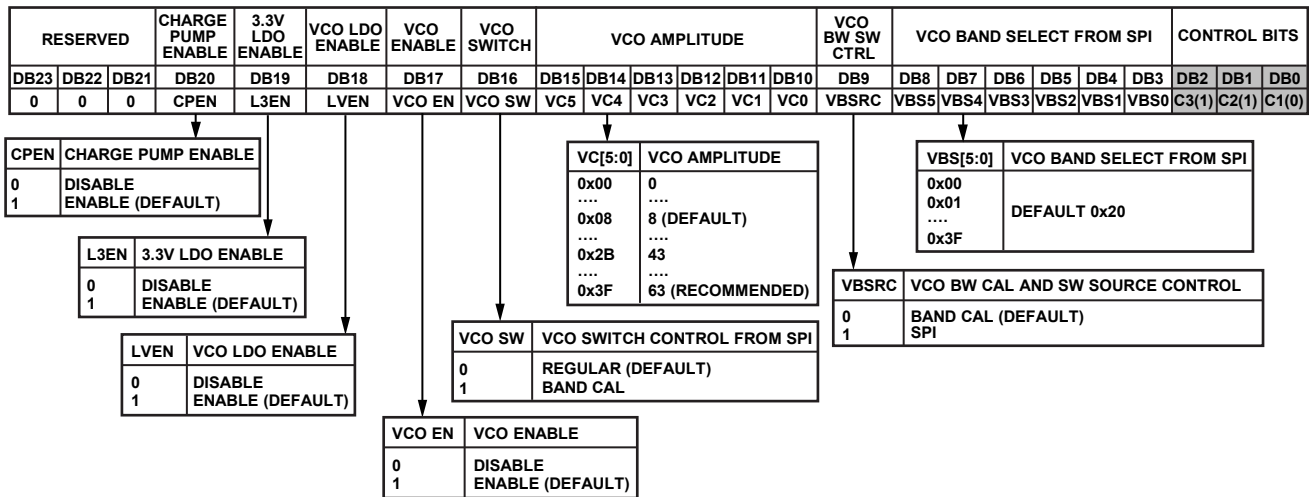 RESERVED CHARGE PUMP ENABLE 3.3V LDO ENABLE VCO LDO ENABLE VCO ENABLE VCO SWITCH VCO AMPLITUDE VCO BW SW CTRL VCO BAND SELECT FROM SPI CONTROL BITS
DB23 DB22 DB21 DB20 DB19 DB18 DB17 DB16 DB15 DB14 DB13 DB12 DB11 DB10 DB9 DB8 DB7 DB6 DB5 DB4 DB3 DB2 DB1 DB0
0 0 0 CPEN L3EN LVEN VCO EN VCO SW VC5 VC4 VC3 VC2 VC1 VC0 VBSRC VBS5 VBS4 VBS3 VBS2 VBS1 VBS0 C3(1) C2(1) C1(0)
CPEN CHARGE PUMP ENABLE
0 DISABLE
1 ENABLE (DEFAULT)
L3EN 3.3V LDO ENABLE
0 DISABLE
1 ENABLE (DEFAULT)
LVEN VCO LDO ENABLE
0 DISABLE
1 ENABLE (DEFAULT)
VCO EN VCO ENABLE
0 DISABLE
1 ENABLE (DEFAULT)
VCO SW VCO SWITCH CONTROL FROM SPI
0 REGULAR (DEFAULT)
1 BAND CAL
VC[5:0] VCO AMPLITUDE
0x00 0
.... ....
0x08 8 (DEFAULT)
.... ....
0x2B 43
.... ....
0x3F 63 (RECOMMENDED)
VBSRC VCO BW CAL AND SW SOURCE CONTROL
0 BAND CAL (DEFAULT)
1 SPI
VBS[5:0] VCO BAND SELECT FROM SPI
0x00
0x01
DEFAULT 0x20
....
0x3F